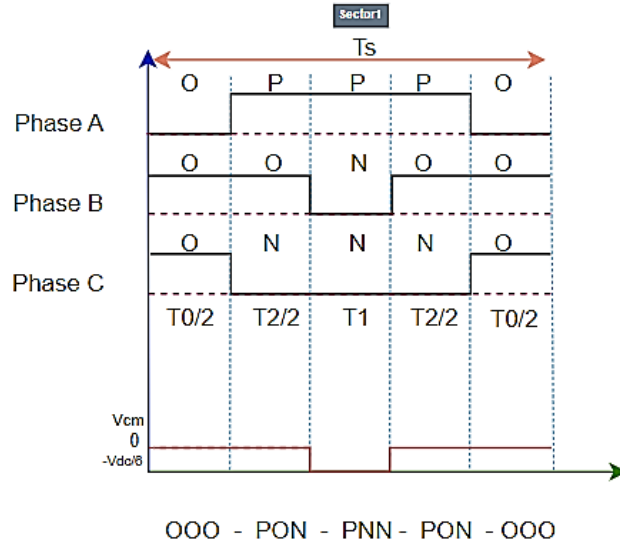 Sector1
Ts
O P P P O
Phase A
O O N O O
Phase B
O N N N O
Phase C
T0/2 T2/2 T1 T2/2 T0/2
Vcm
0
-Vdc/6
OOO - PON - PNN - PON - OOO